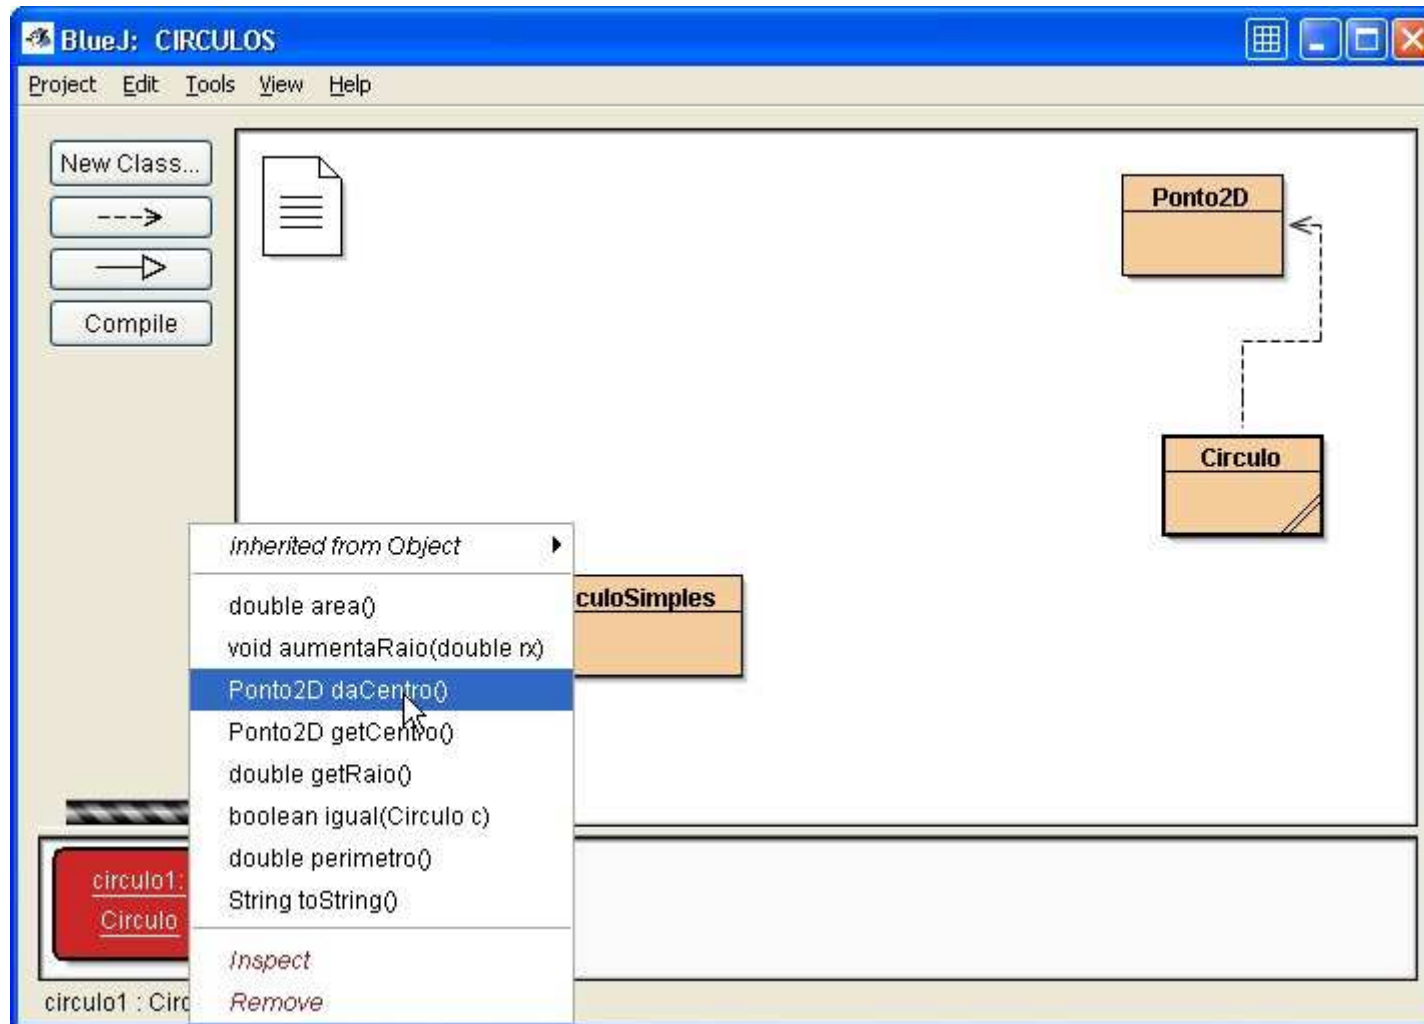 BlueJ: CIRCULOS
Project Edit Tools View Help
New Class...
Compile
Ponto2D
Circulo
culoSimples
inherited from Object
double area()
void aumentaRaio(double rx)
Ponto2D daCentro()
Ponto2D getCentro()
double getRaio()
boolean igual(Circulo c)
double perimetro()
String toString()
Inspect
Remove
circulo1:
Circulo
circulo1 : Circ